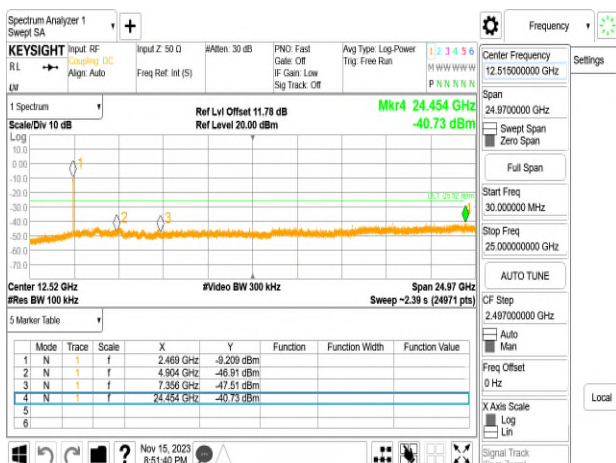 Spectrum Analyzer 1
Swept SA
Frequency
KEYSIGHT Input: RF Input Z: 50 Ω #Atten: 30 dB PNO: Fast Avg Type: Log-Power 1 2 3 4 5 6
RL Coupling: DC Gate: Off Trig: Free Run M W W W W W
Align: Auto Freq Ref: Int (S) IF Gain: Low
Sig Track: Off P N N N N N
1 Spectrum
Ref Lvl Offset 11.78 dB Mkr4 24.454 GHz
Scale/Div 10 dB Ref Level 20.00 dBm -40.73 dBm
Log
10.0
0.00
-10.0
-20.0
-30.0
-40.0
-50.0
-60.0
-70.0
1
2
3
Center 12.52 GHz #Video BW 300 kHz Span 24.97 GHz
#Res BW 100 kHz Sweep ~2.39 s (24971 pts)
5 Marker Table
Mode Trace Scale X Y Function Function Width Function Value
1 N 1 f 2.469 GHz -9.209 dBm
2 N 1 f 4.904 GHz -46.91 dBm
3 N 1 f 7.356 GHz -47.51 dBm
4 N 1 f 24.454 GHz -40.73 dBm
5
6
Nov 15, 2023
8:51:40 PM
Center Frequency
12.515000000 GHz
Settings
Span
24.9700000 GHz
Swept Span
Zero Span
Full Span
Start Freq
30.000000 MHz
Stop Freq
25.000000000 GHz
AUTO TUNE
CF Step
2.497000000 GHz
Auto
Man
Freq Offset
0 Hz
X Axis Scale
Log
Lin
Local
Signal Track